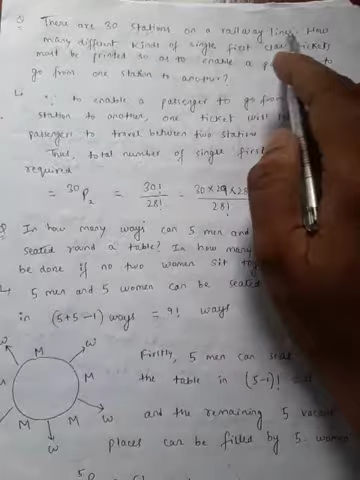 Q There are 30 stations on a railway line. How
many different kinds of single first class tickets
must be printed so as to enable a p to
go from one station to another?
∵ to enable a passenger to go from
station to another, one ticket will
passenger to travel between two station
Thus, total number of single first
required
= ³⁰P₂ = 30!/28! = 30×29×28!/28!
Q In how many ways can 5 men and
seated round a table? In how many
be done if no two women sit
5 men and 5 women can be seated
in (5+5-1) ways = 9! ways
Firstly, 5 men can seat
the table in (5-1)!
and the remaining 5
places can be filled by 5 women
M
W
M
W
M
W
M
W
⁵P